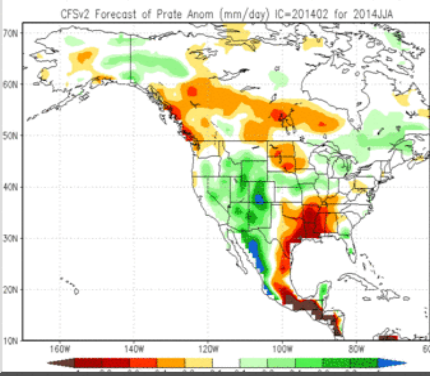 CFSv2 Forecast of Prate Anom (mm/day) IC=201402 for 2014JJA
70N
60N
50N
40N
30N
20N
10N
160W 140W 120W 100W 80W